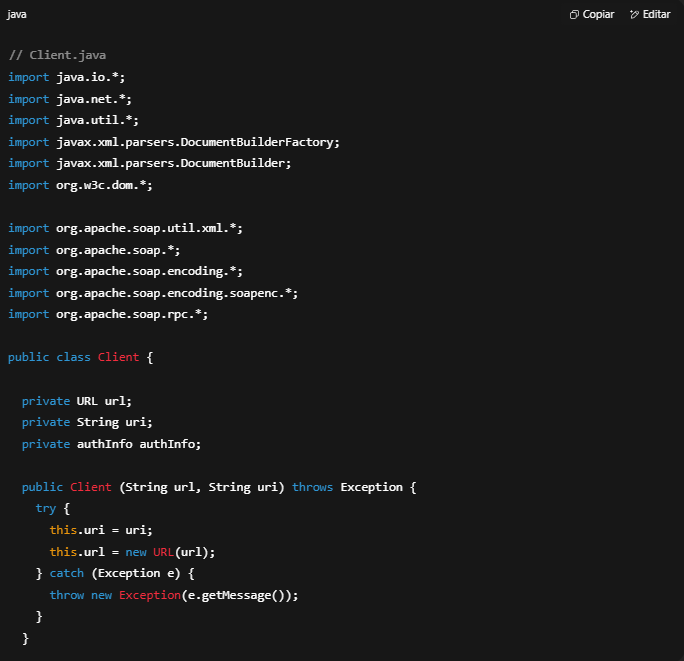 java
Copiar
Editar
// Client.java
import java.io.*;
import java.net.*;
import java.util.*;
import javax.xml.parsers.DocumentBuilderFactory;
import javax.xml.parsers.DocumentBuilder;
import org.w3c.dom.*;
import org.apache.soap.util.xml.*;
import org.apache.soap.*;
import org.apache.soap.encoding.*;
import org.apache.soap.encoding.soapenc.*;
import org.apache.soap.rpc.*;
public class Client {
private URL url;
private String uri;
private authInfo authInfo;
public Client (String url, String uri) throws Exception {
try {
this.uri = uri;
this.url = new URL(url);
} catch (Exception e) {
throw new Exception(e.getMessage());
}
}